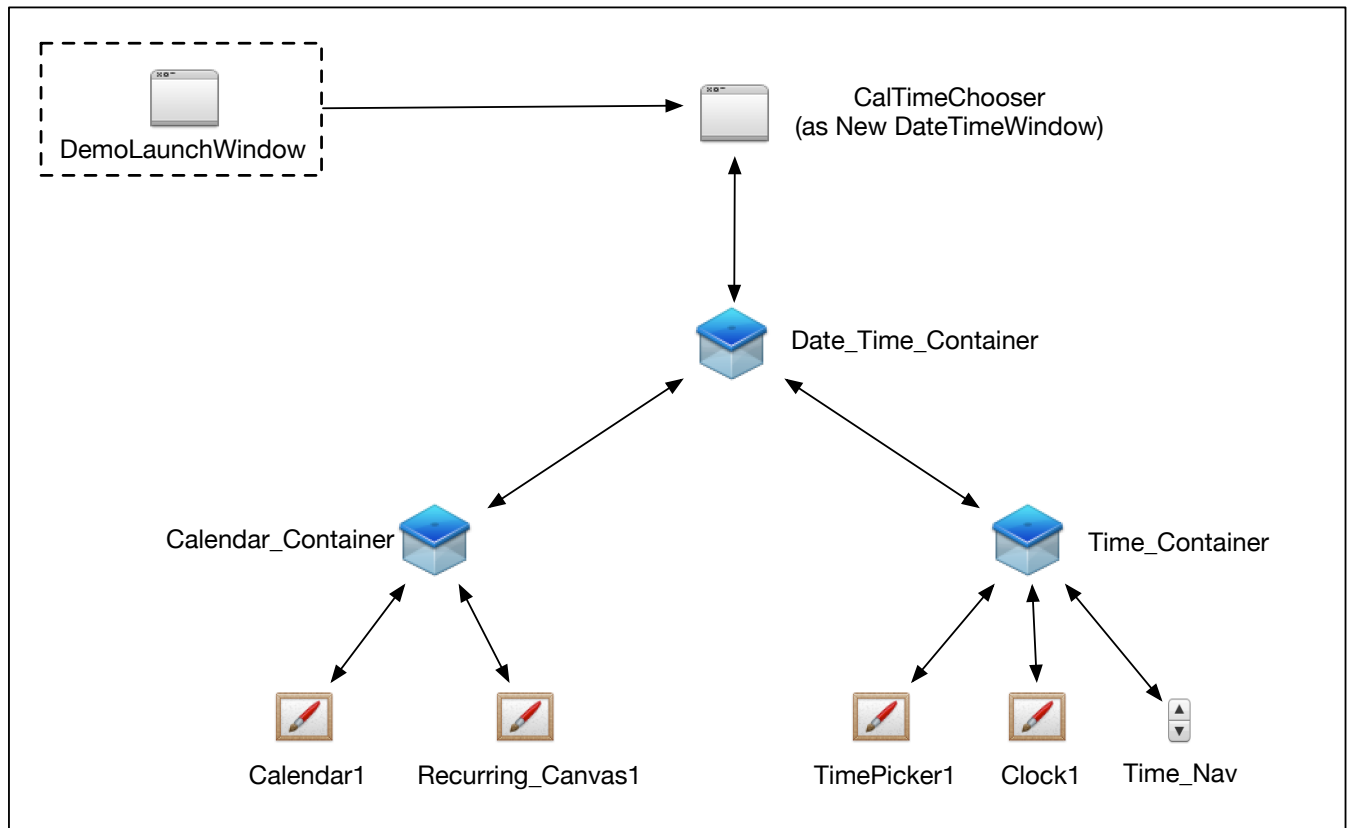 DemoLaunchWindow
CalTimeChooser
(as New DateTimeWindow)
Date_Time_Container
Calendar_Container
Time_Container
Calendar1
Recurring_Canvas1
TimePicker1
Clock1
Time_Nav